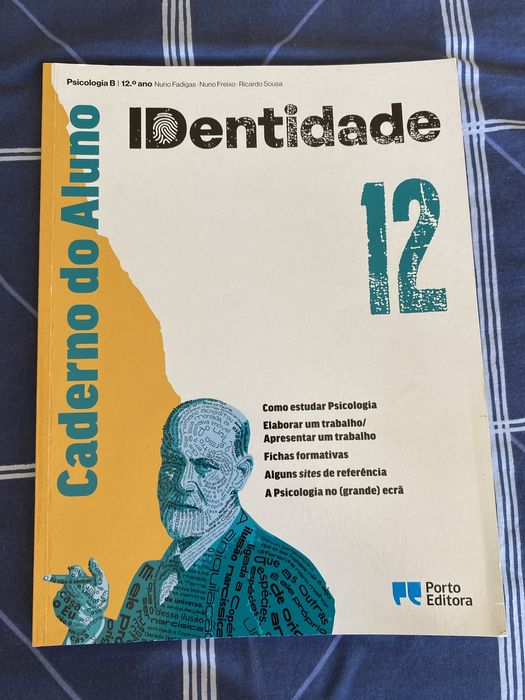 Psicologia B | 12.º ano Nuno Fadigas · Nuno Freixo · Ricardo Sousa
IDentidade
12
Caderno do Aluno
Como estudar Psicologia
Elaborar um trabalho/
Apresentar um trabalho
Fichas formativas
Alguns sites de referência
A Psicologia no (grande) ecrã
Porto
Editora